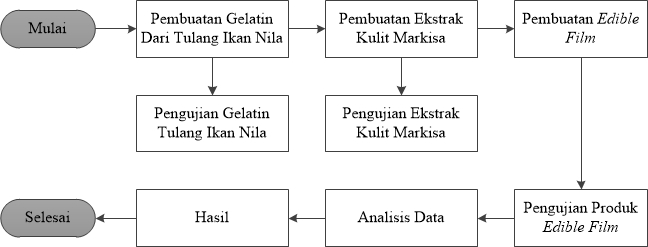 Mulai
Pembuatan Gelatin
Dari Tulang Ikan Nila
Pembuatan Ekstrak
Kulit Markisa
Pembuatan Edible
Film
Pengujian Gelatin
Tulang Ikan Nila
Pengujian Ekstrak
Kulit Markisa
Pengujian Produk
Edible Film
Analisis Data
Hasil
Selesai